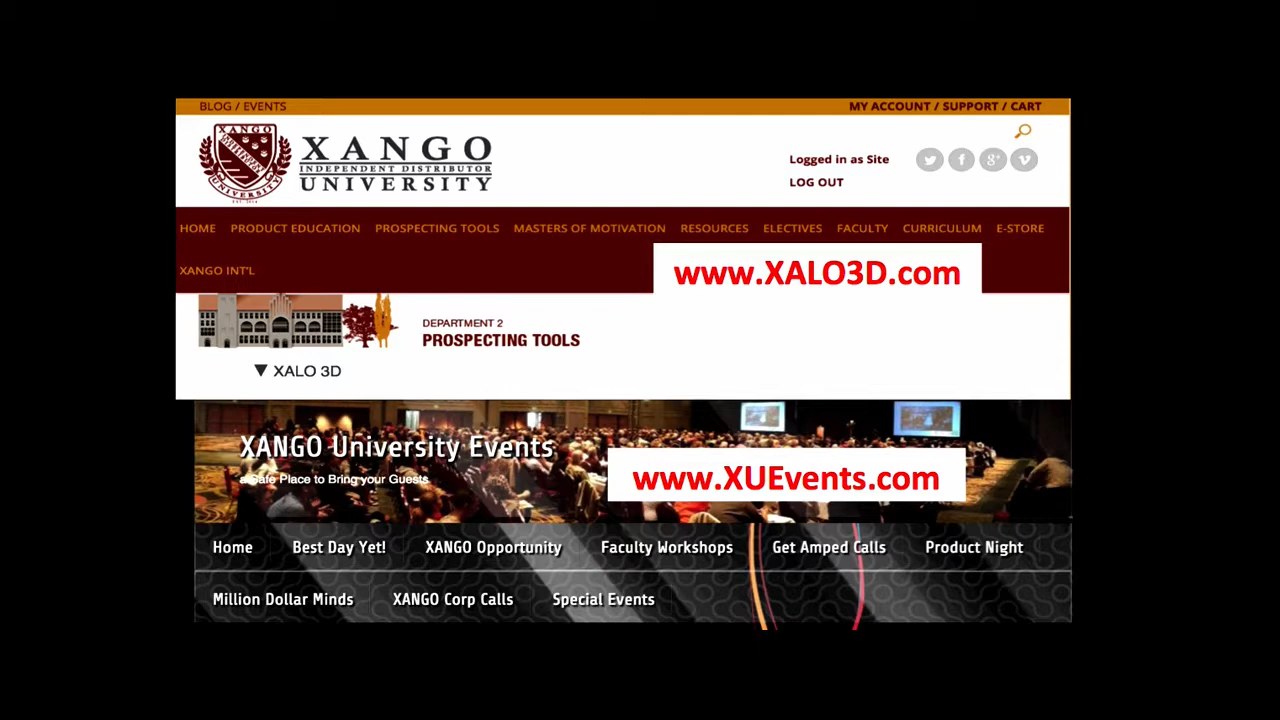 BLOG / EVENTS
MY ACCOUNT / SUPPORT / CART
XANGO
UNIVERSITY
XANGO
INDEPENDENT DISTRIBUTOR
UNIVERSITY
Logged in as Site
LOG OUT
HOME PRODUCT EDUCATION PROSPECTING TOOLS MASTERS OF MOTIVATION RESOURCES ELECTIVES FACULTY CURRICULUM E-STORE
XANGO INT'L
www.XALO3D.com
DEPARTMENT 2
PROSPECTING TOOLS
▼ XALO 3D
XANGO University Events
a Safe Place to Bring your Guests
www.XUEvents.com
Home Best Day Yet! XANGO Opportunity Faculty Workshops Get Amped Calls Product Night
Million Dollar Minds XANGO Corp Calls Special Events